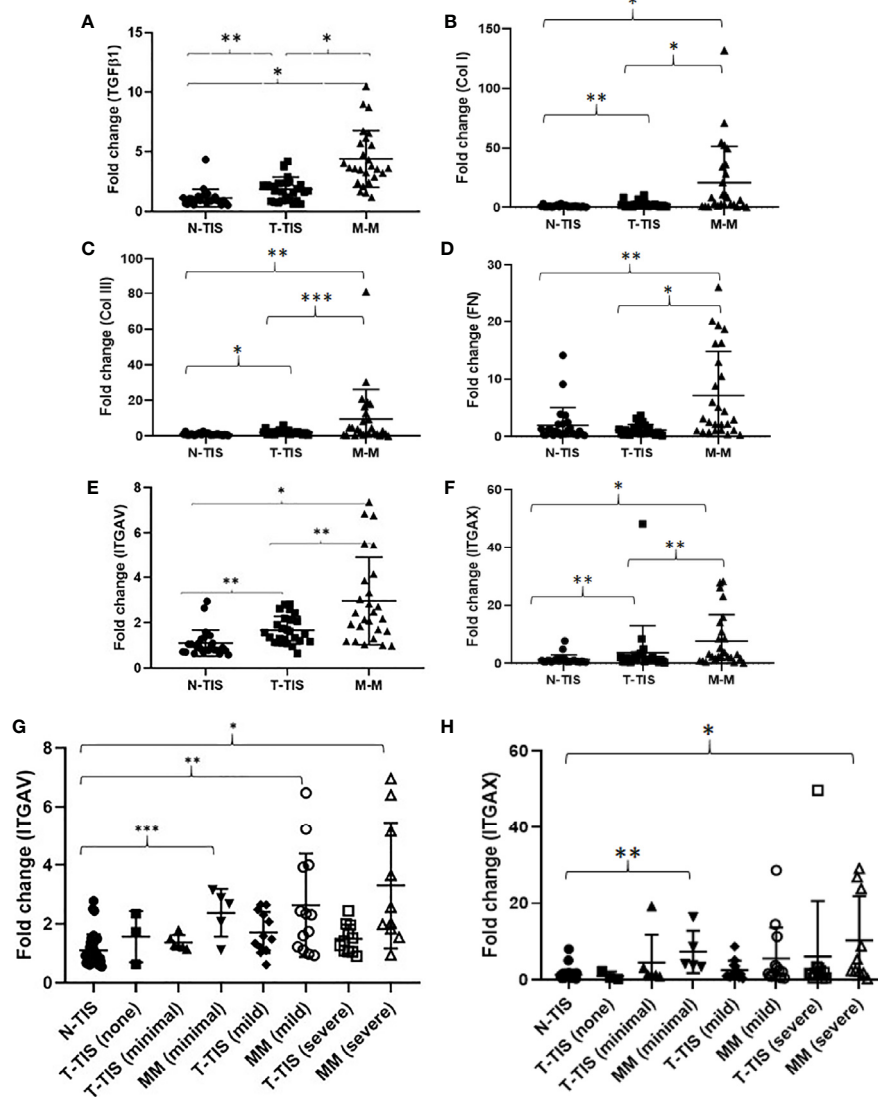 A
Fold change (TGFβ1)
15
10
5
0
** *
*
N-TIS T-TIS M-M
B
Fold change (Col I)
150
100
50
0
*
*
**
N-TIS T-TIS M-M
C
Fold change (Col III)
100
80
60
40
20
0
**
***
*
N-TIS T-TIS M-M
D
Fold change (FN)
30
20
10
0
**
*
N-TIS T-TIS M-M
E
Fold change (ITGAV)
8
6
4
2
0
*
**
**
N-TIS T-TIS M-M
F
Fold change (ITGAX)
60
40
20
0
*
**
**
N-TIS T-TIS M-M
G
Fold change (ITGAV)
8
6
4
2
0
*
**
***
N-TIS
T-TIS (none)
T-TIS (minimal)
MM (minimal)
T-TIS (mild)
MM (mild)
T-TIS (severe)
MM (severe)
H
Fold change (ITGAX)
60
40
20
0
*
**
N-TIS
T-TIS (none)
T-TIS (minimal)
MM (minimal)
T-TIS (mild)
MM (mild)
T-TIS (severe)
MM (severe)